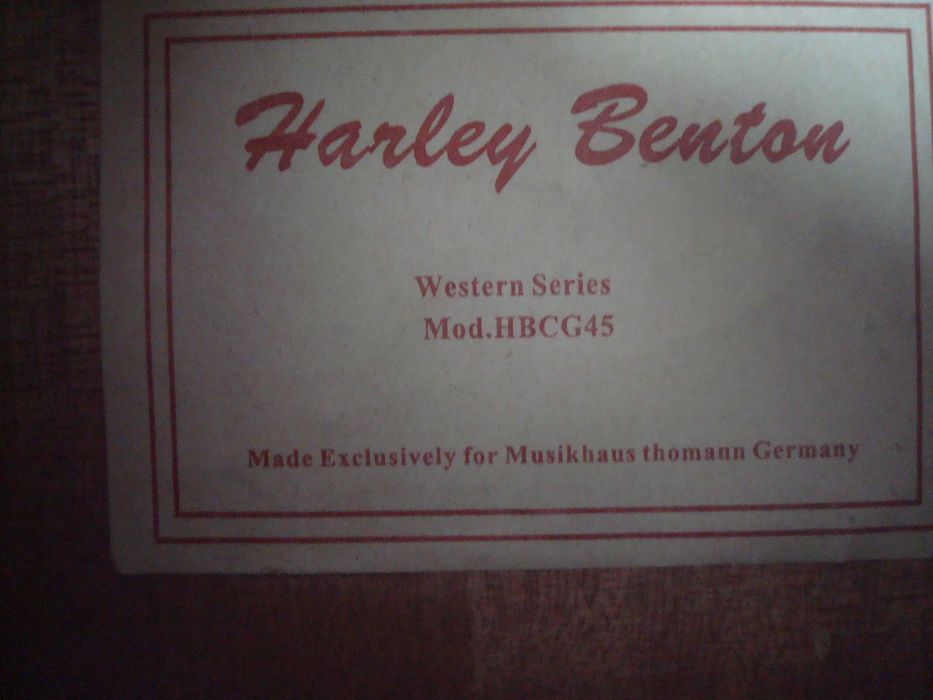 Harley Benton
Western Series
Mod.HBCG45
Made Exclusively for Musikhaus thomann Germany